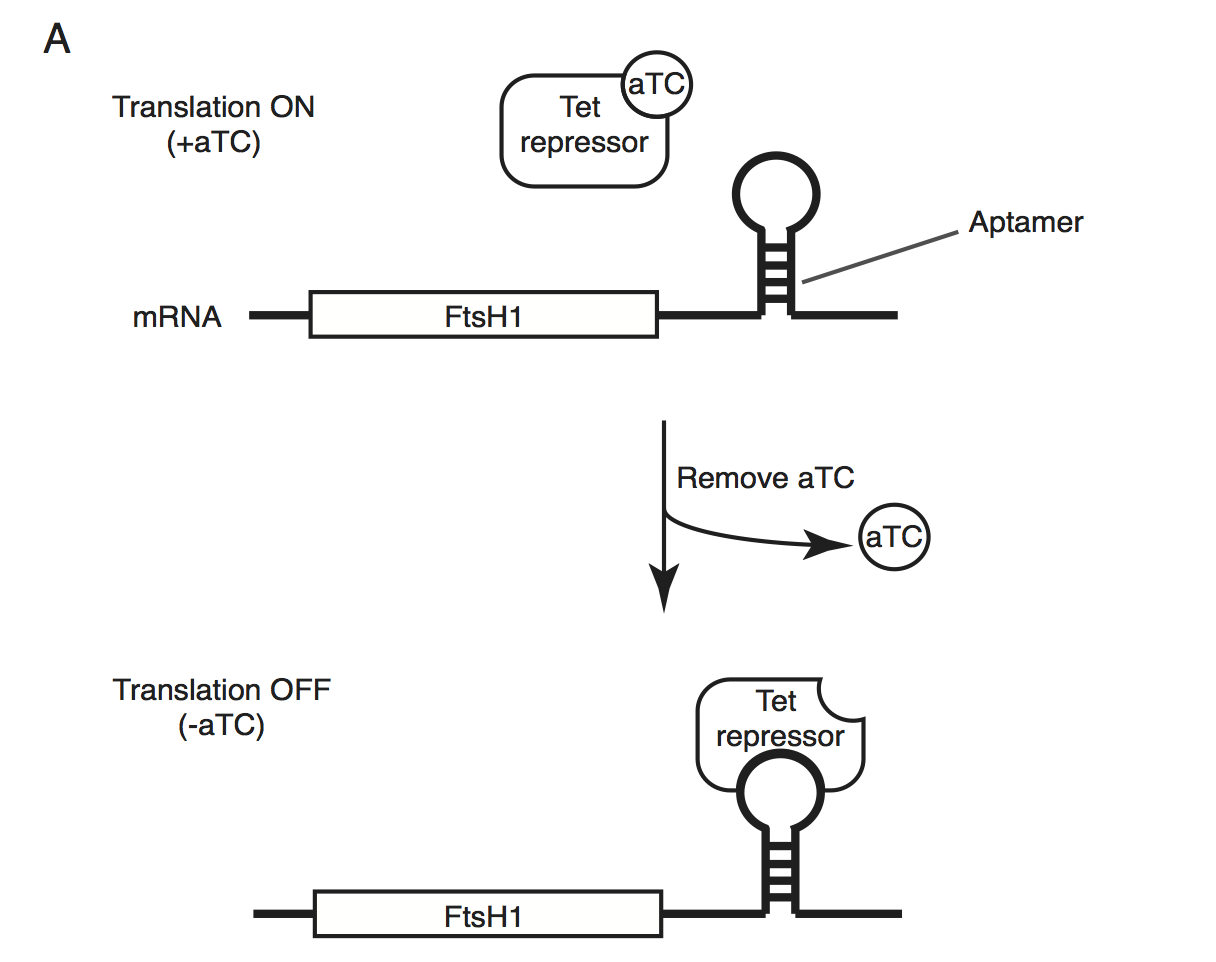 A
Translation ON
(+aTC)
aTC
Tet
repressor
Aptamer
mRNA
FtsH1
Remove aTC
aTC
Translation OFF
(-aTC)
Tet
repressor
FtsH1